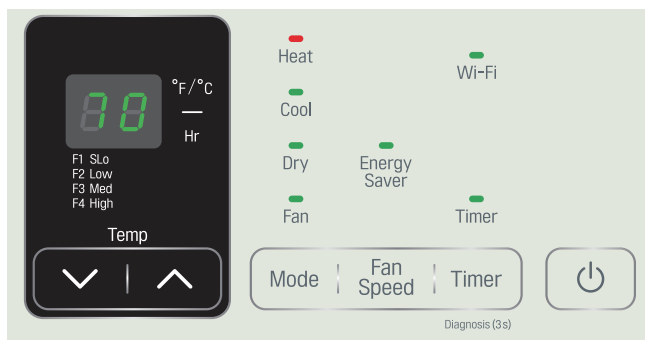 70
°F/°C
Hr
F1 SLo
F2 Low
F3 Med
F4 High
Temp
Heat
Cool
Dry
Fan
Energy
Saver
Wi-Fi
Timer
Mode
Fan
Speed
Timer
Diagnosis (3s)